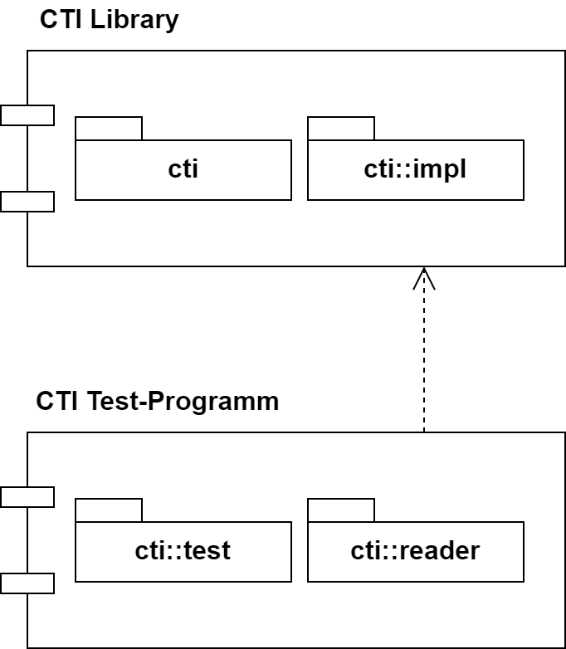 CTI Library
cti
cti::impl
CTI Test-Programm
cti::test
cti::reader